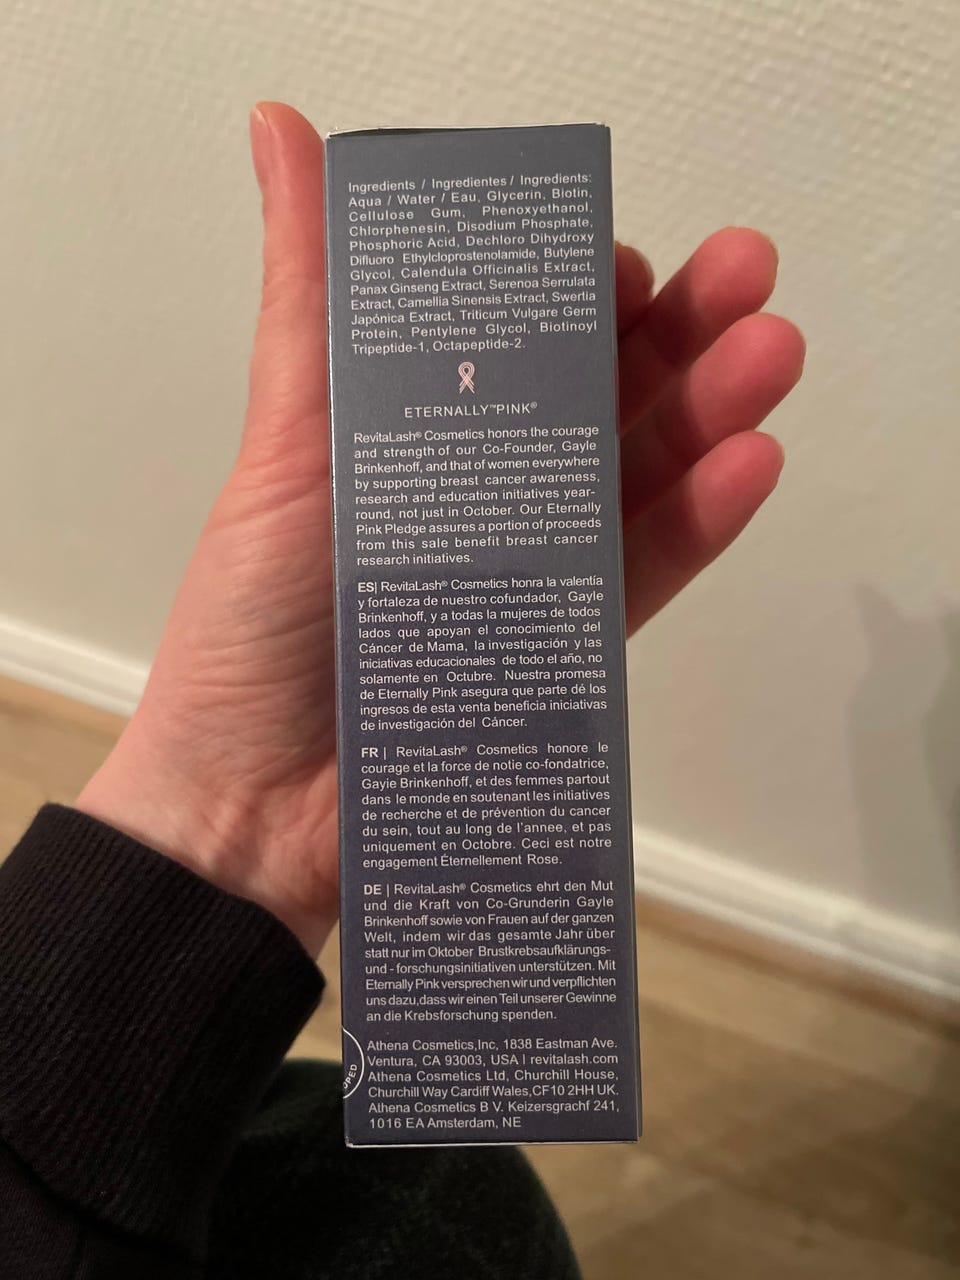 Ingredients / Ingredientes / Ingredients:
Aqua / Water / Eau, Glycerin, Biotin,
Cellulose Gum, Phenoxyethanol,
Chlorphenesin, Disodium Phosphate,
Phosphoric Acid, Dechloro Dihydroxy
Difluoro Ethylcloprostenolamide, Butylene
Glycol, Calendula Officinalis Extract,
Panax Ginseng Extract, Serenoa Serrulata
Extract, Camellia Sinensis Extract, Swertia
Japónica Extract, Triticum Vulgare Germ
Protein, Pentylene Glycol, Biotinoyl
Tripeptide-1, Octapeptide-2.
ETERNALLY™PINK®
RevitaLash® Cosmetics honors the courage
and strength of our Co-Founder, Gayle
Brinkenhoff, and that of women everywhere
by supporting breast cancer awareness,
research and education initiatives year-
round, not just in October. Our Eternally
Pink Pledge assures a portion of proceeds
from this sale benefit breast cancer
research initiatives.
ES| RevitaLash® Cosmetics honra la valentía
y fortaleza de nuestro cofundador, Gayle
Brinkenhoff, y a todas la mujeres de todos
lados que apoyan el conocimiento del
Cáncer de Mama, la investigación y las
iniciativas educacionales de todo el año, no
solamente en Octubre. Nuestra promesa
de Eternally Pink asegura que parte dé los
ingresos de esta venta beneficia iniciativas
de investigación del Cáncer.
FR | RevitaLash® Cosmetics honore le
courage et la force de notie co-fondatrice,
Gayie Brinkenhoff, et des femmes partout
dans le monde en soutenant les initiatives
de recherche et de prévention du cancer
du sein, tout au long de l'annee, et pas
uniquement en Octobre. Ceci est notre
engagement Éternellement Rose.
DE | RevitaLash® Cosmetics ehrt den Mut
und die Kraft von Co-Grunderin Gayle
Brinkenhoff sowie von Frauen auf der ganzen
Welt, indem wir das gesamte Jahr über
statt nur im Oktober Brustkrebsaufklärungs-
und - forschungsinitiativen unterstützen. Mit
Eternally Pink versprechen wir und verpflichten
uns dazu,dass wir einen Teil unserer Gewinne
an die Krebsforschung spenden.
Athena Cosmetics,Inc, 1838 Eastman Ave.
Ventura, CA 93003, USA | revitalash.com
Athena Cosmetics Ltd, Churchill House,
Churchill Way Cardiff Wales,CF10 2HH UK.
Athena Cosmetics B V. Keizersgrachf 241,
1016 EA Amsterdam, NE